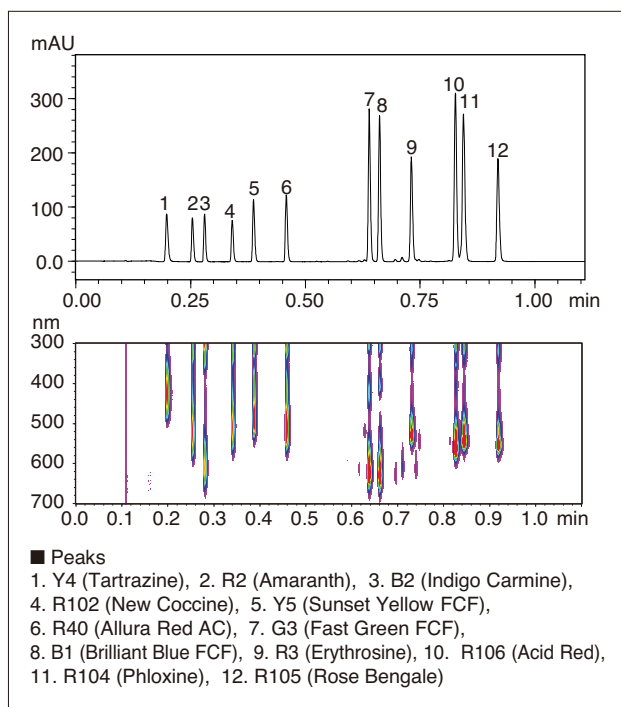 mAU
300
200
100
0.0
1 2 3 4 5 6 7 8 9 10 11 12
0.00 0.25 0.50 0.75 1.00 min
nm
300
400
500
600
700
0.0 0.1 0.2 0.3 0.4 0.5 0.6 0.7 0.8 0.9 1.0 min
■ Peaks
1. Y4 (Tartrazine), 2. R2 (Amaranth), 3. B2 (Indigo Carmine),
4. R102 (New Coccine), 5. Y5 (Sunset Yellow FCF),
6. R40 (Allura Red AC), 7. G3 (Fast Green FCF),
8. B1 (Brilliant Blue FCF), 9. R3 (Erythrosine), 10. R106 (Acid Red),
11. R104 (Phloxine), 12. R105 (Rose Bengale)